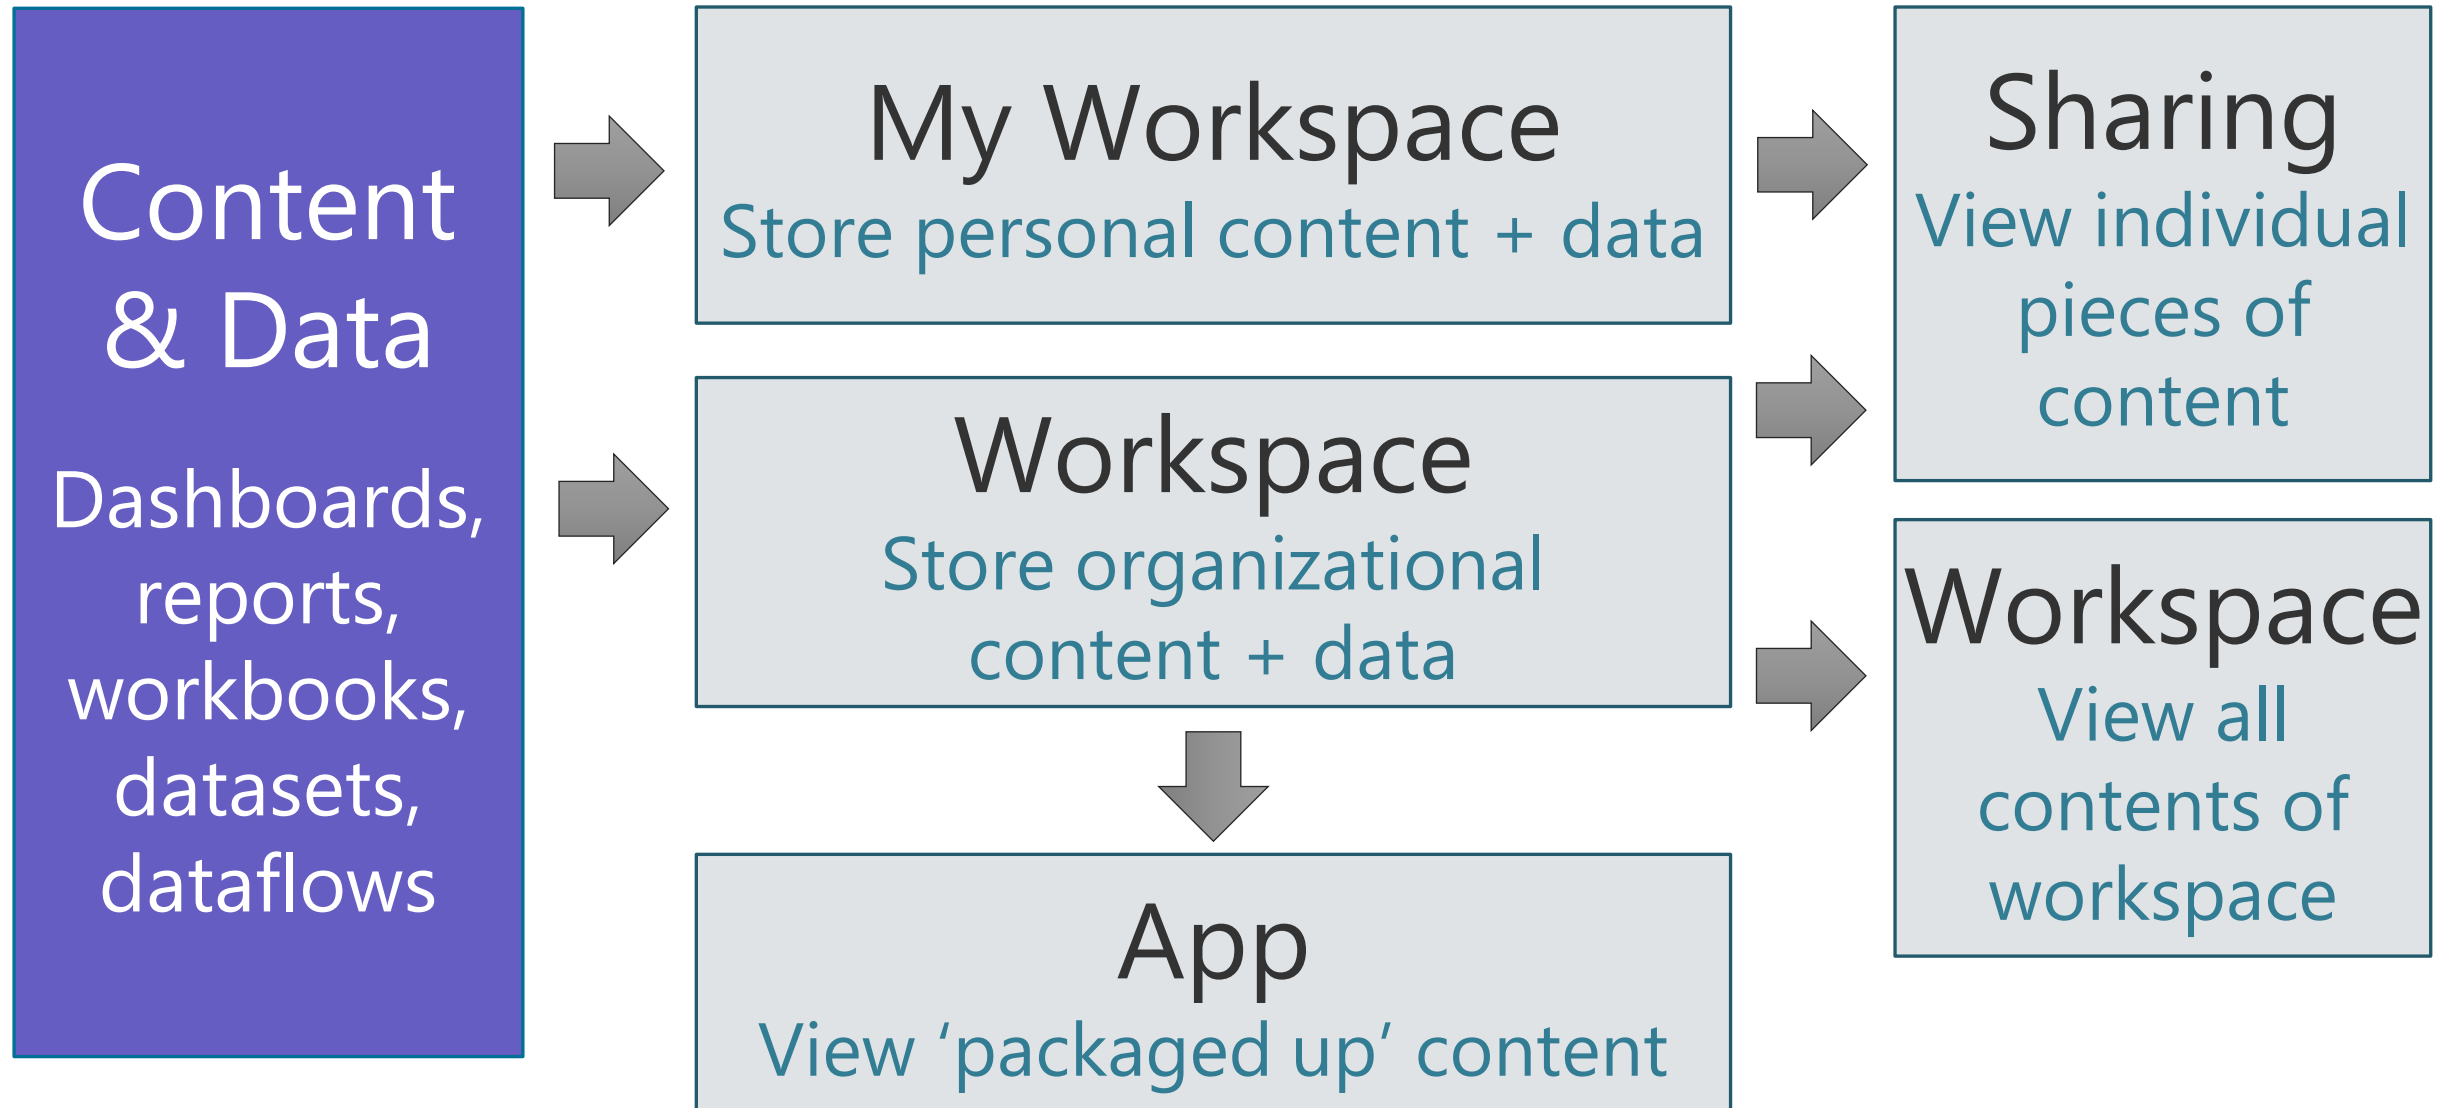 Content
& Data
Dashboards,
reports,
workbooks,
datasets,
dataflows
My Workspace
Store personal content + data
Workspace
Store organizational
content + data
App
View ‘packaged up’ content
Sharing
View individual
pieces of
content
Workspace
View all
contents of
workspace